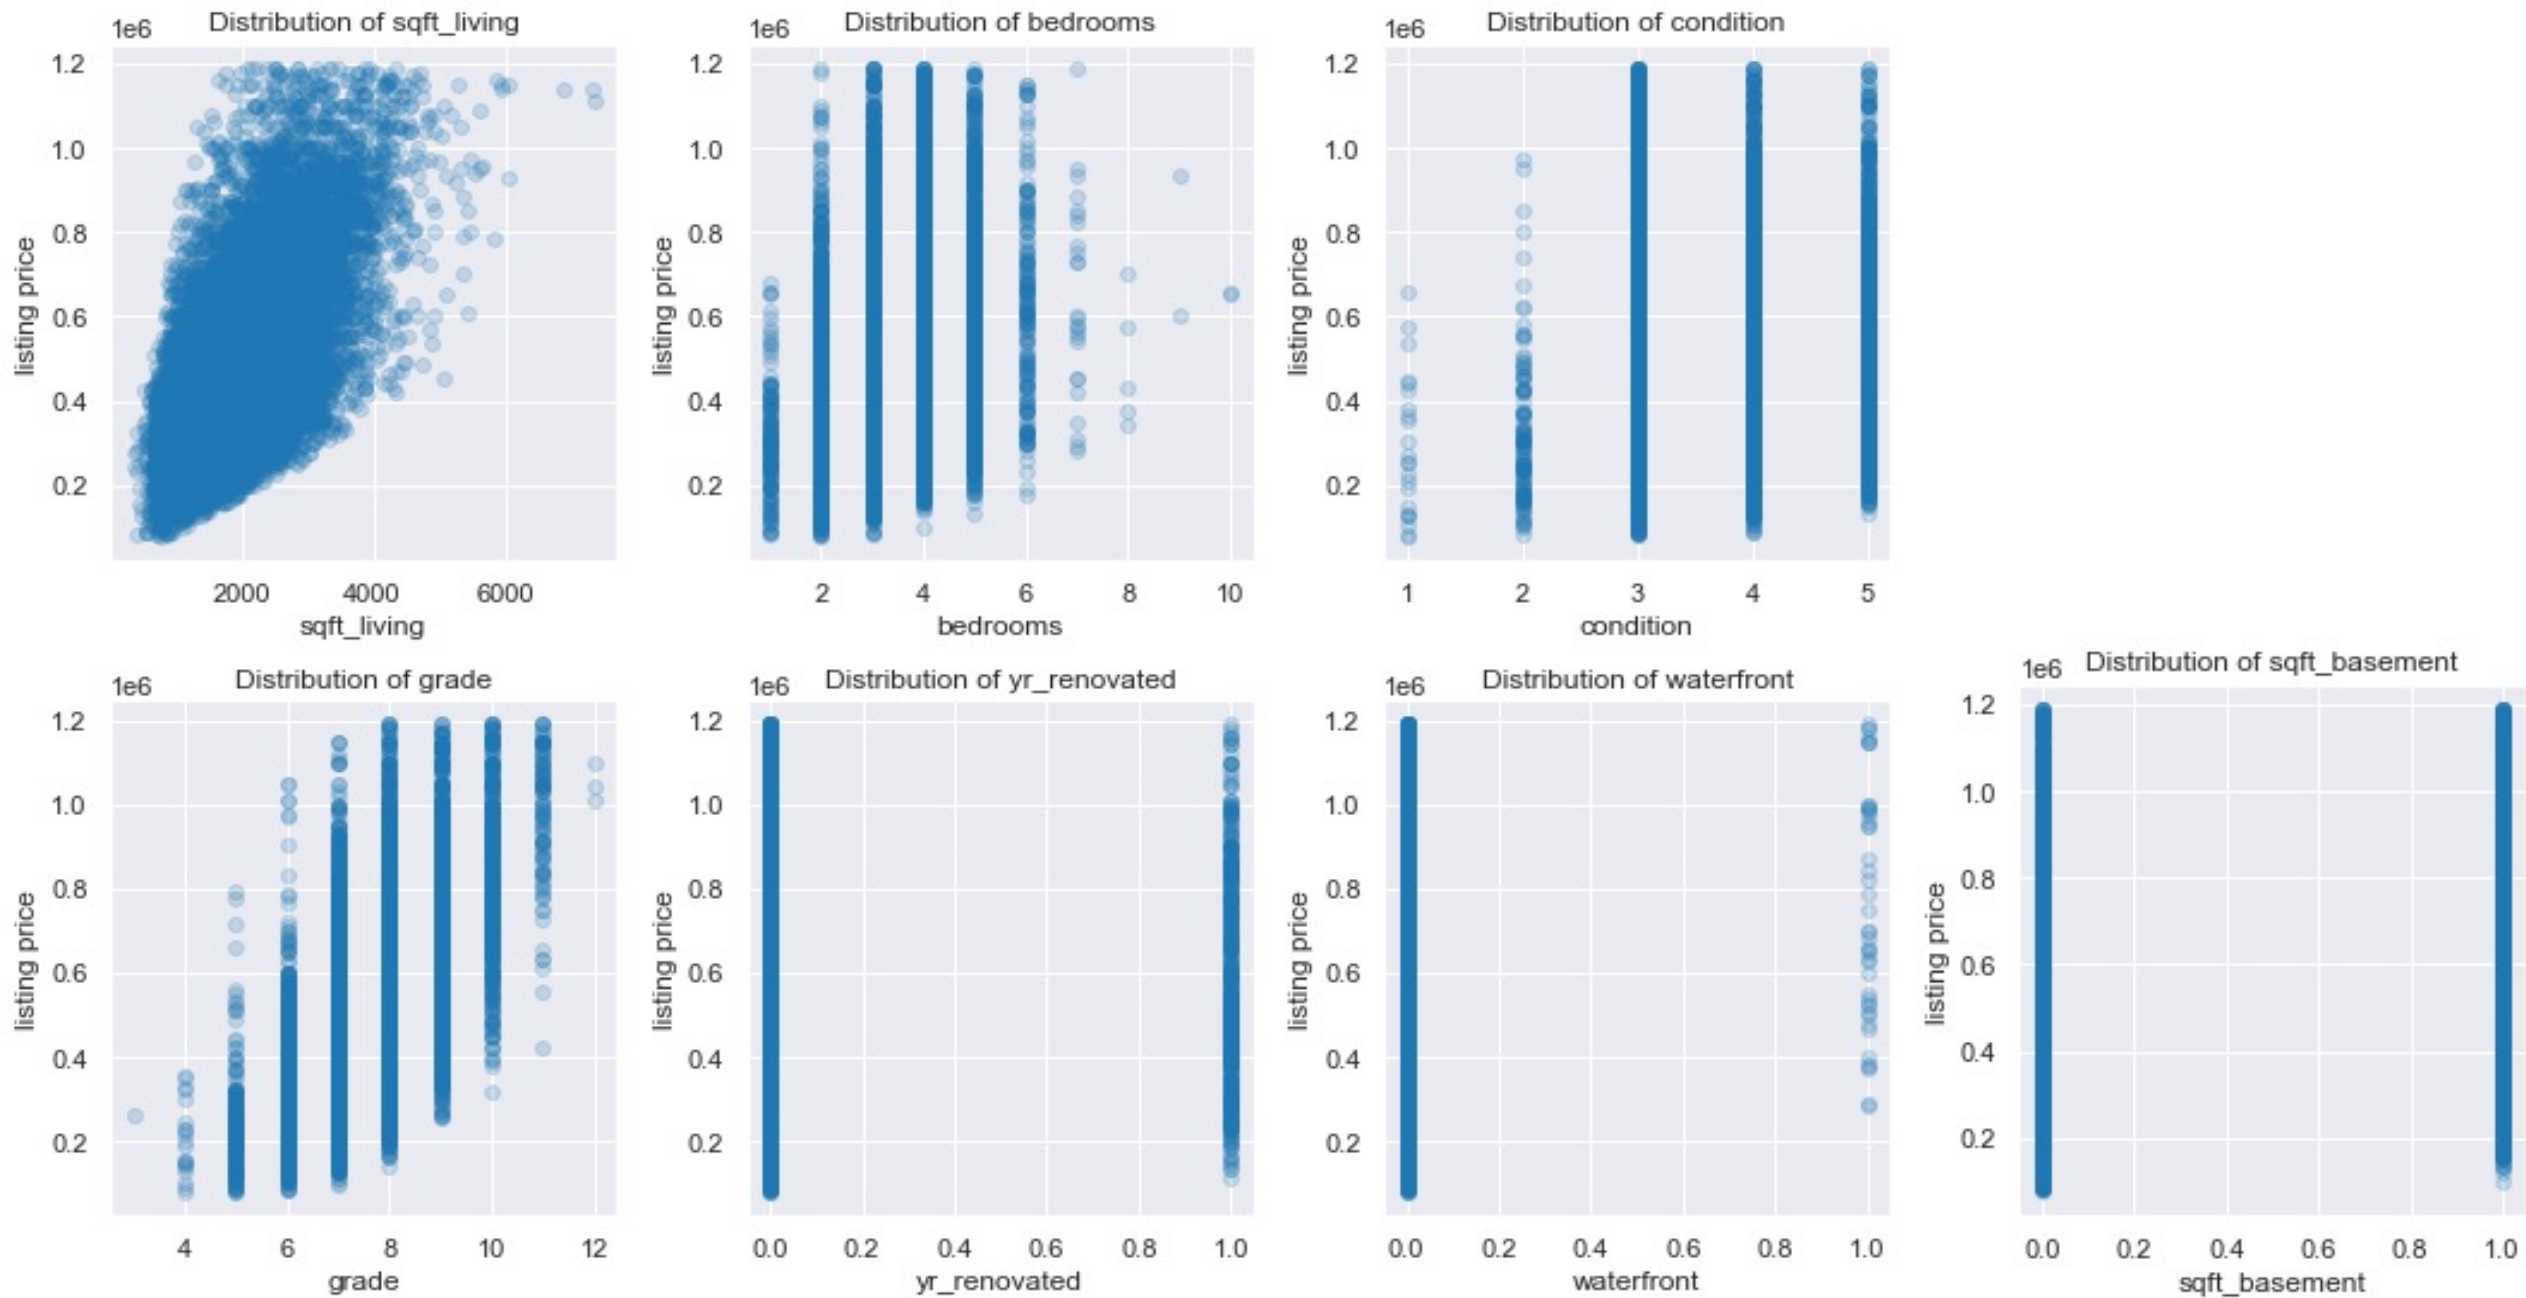 Distribution of sqft_living
1e6
1.2
1.0
0.8
0.6
0.4
0.2
listing price
2000 4000 6000
sqft_living
Distribution of bedrooms
1e6
1.2
1.0
0.8
0.6
0.4
0.2
listing price
2 4 6 8 10
bedrooms
Distribution of condition
1e6
1.2
1.0
0.8
0.6
0.4
0.2
listing price
1 2 3 4 5
condition
Distribution of grade
1e6
1.2
1.0
0.8
0.6
0.4
0.2
listing price
4 6 8 10 12
grade
Distribution of yr_renovated
1e6
1.2
1.0
0.8
0.6
0.4
0.2
listing price
0.0 0.2 0.4 0.6 0.8 1.0
yr_renovated
Distribution of waterfront
1e6
1.2
1.0
0.8
0.6
0.4
0.2
listing price
0.0 0.2 0.4 0.6 0.8 1.0
waterfront
Distribution of sqft_basement
1e6
1.2
1.0
0.8
0.6
0.4
0.2
listing price
0.0 0.2 0.4 0.6 0.8 1.0
sqft_basement